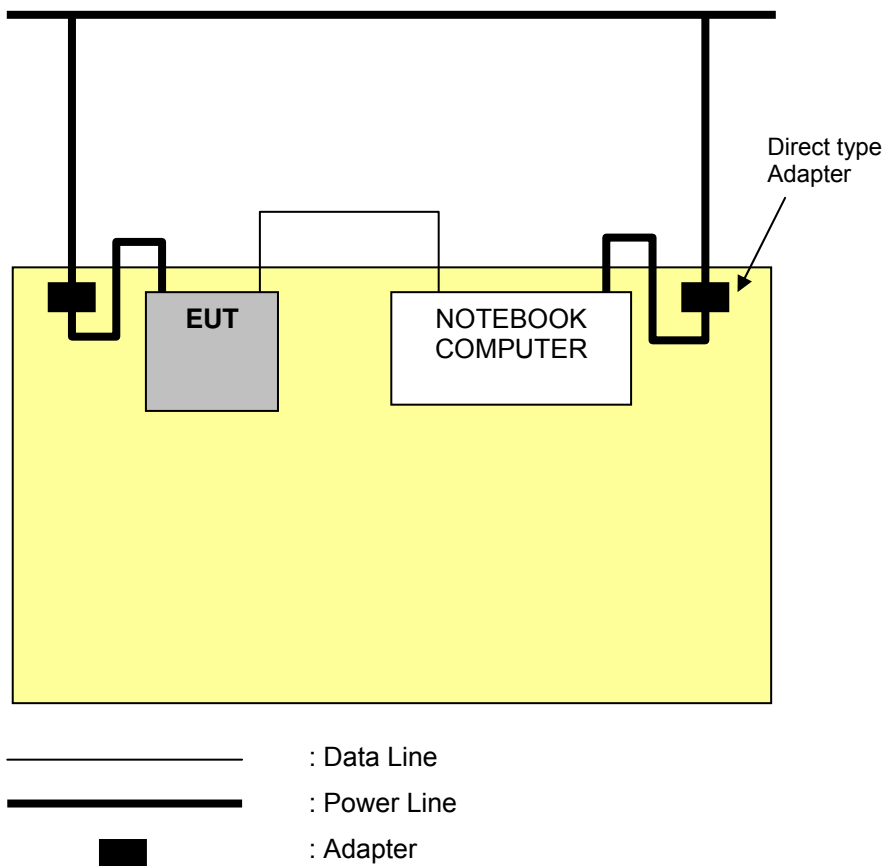 Direct type
Adapter
EUT
NOTEBOOK
COMPUTER
: Data Line
: Power Line
: Adapter